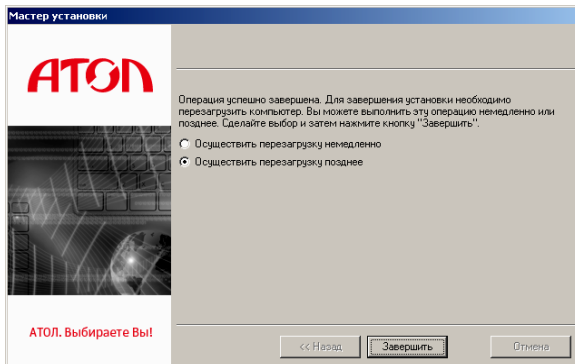 Мастер установки
АТОЛ
Операция успешно завершена. Для завершения установки необходимо
перезагрузить компьютер. Вы можете выполнить эту операцию немедленно или
позднее. Сделайте выбор и затем нажмите кнопку "Завершить".
Осуществить перезагрузку немедленно
Осуществить перезагрузку позднее
АТОЛ. Выбираете Вы!
<< Назад
Завершить
Отмена